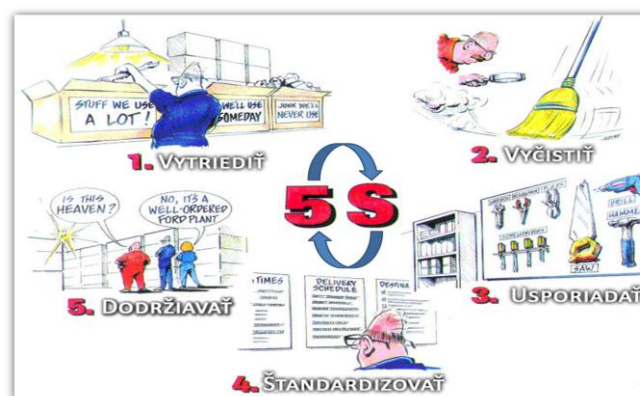 STUFF WE USE
A LOT!
WE'LL USE
SOMEDAY
JUNK WE'LL
NEVER USE
1. VYTRIEDIŤ
2. VYČISTIŤ
5S
IS THIS
HEAVEN?
NO, IT'S A
WELL-ORDERED
FORD PLANT
5. DODRŽIAVAŤ
DRILL
HAMMER
SAW
3. USPORIADAŤ
TIMES
DELIVERY
SCHEDULE
DESTINA
4. ŠTANDARDIZOVAŤ